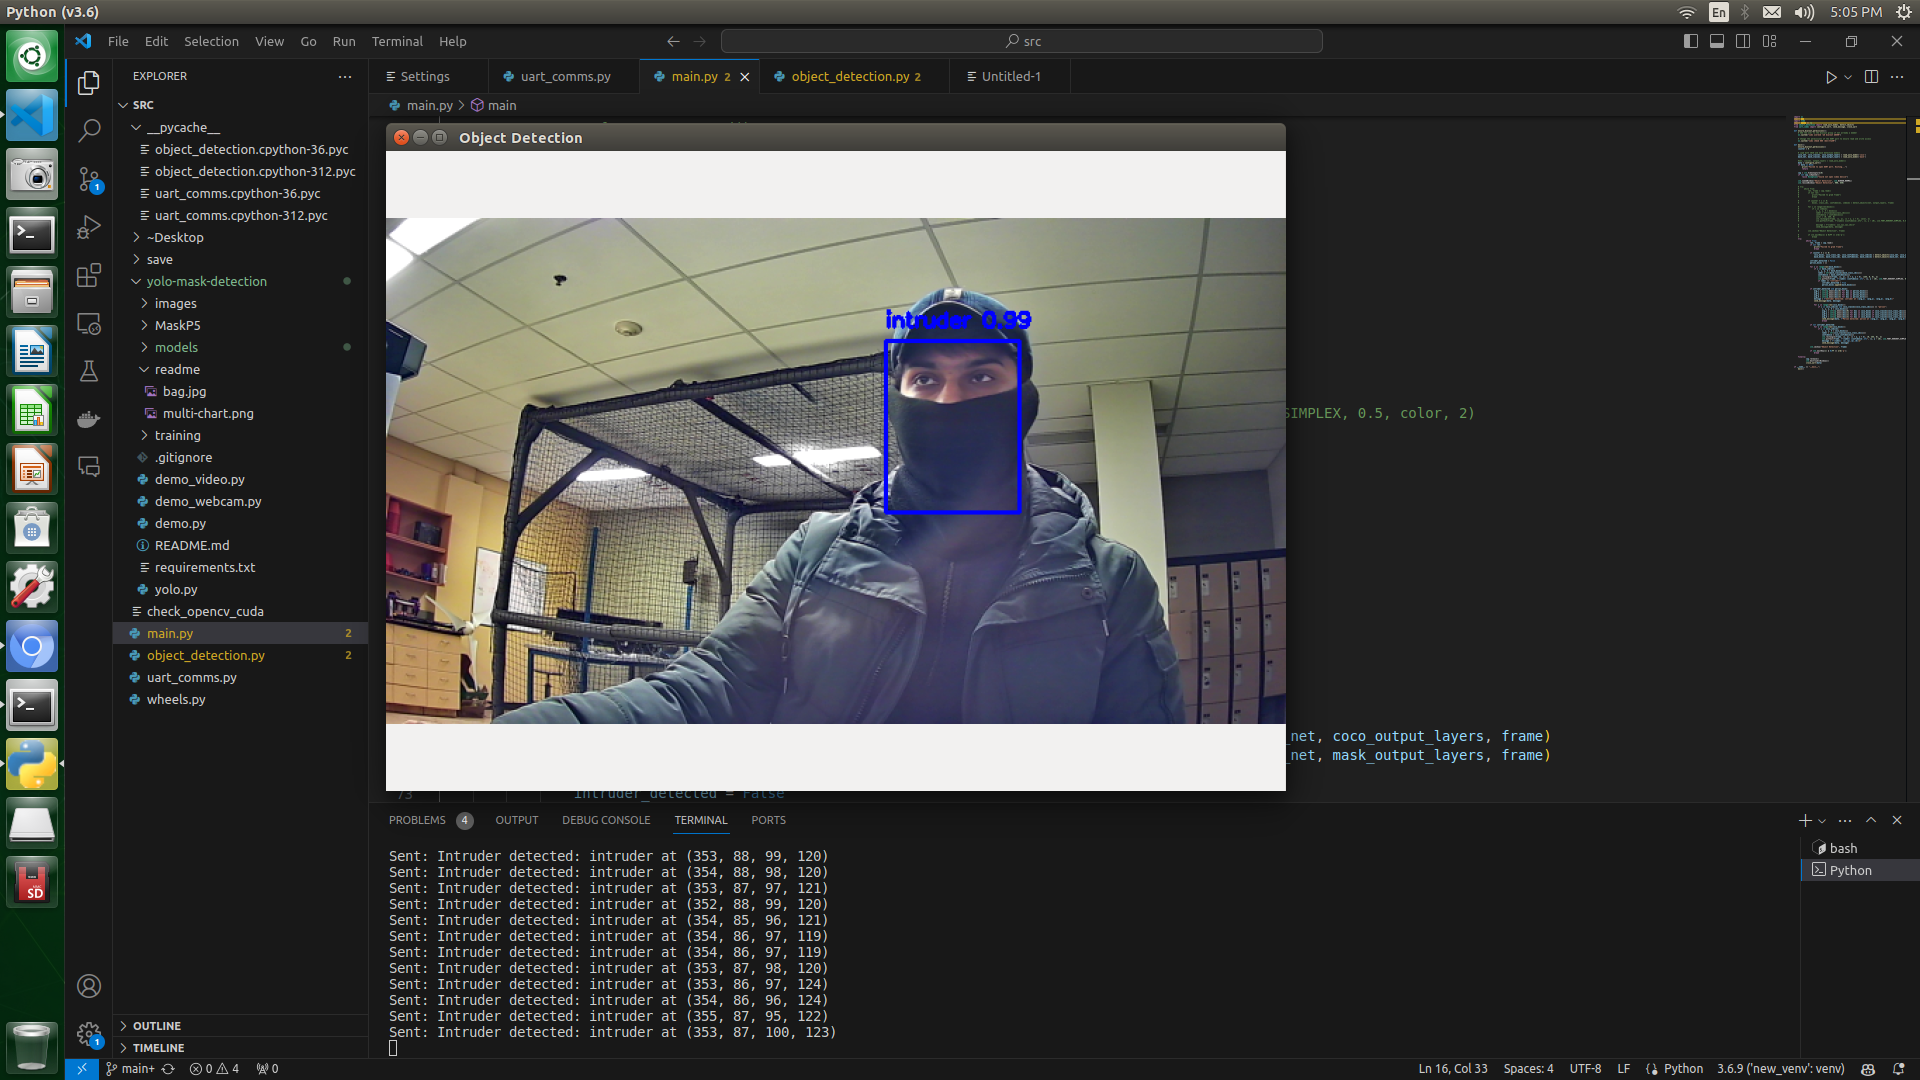 Python (v3.6)
En
5:05 PM
File Edit Selection View Go Run Terminal Help
src
EXPLORER
SRC
__pycache__
object_detection.cpython-36.pyc
object_detection.cpython-312.pyc
uart_comms.cpython-36.pyc
uart_comms.cpython-312.pyc
~Desktop
save
yolo-mask-detection
images
MaskP5
models
readme
bag.jpg
multi-chart.png
training
.gitignore
demo_video.py
demo_webcam.py
demo.py
README.md
requirements.txt
yolo.py
check_opencv_cuda
main.py 2
object_detection.py 2
uart_comms.py
wheels.py
OUTLINE
TIMELINE
Settings uart_comms.py main.py 2 object_detection.py 2 Untitled-1
main.py > main
Object Detection
intruder 0.99
SIMPLEX, 0.5, color, 2)
_net, coco_output_layers, frame)
_net, mask_output_layers, frame)
73 intruder_detected = False
PROBLEMS 4 OUTPUT DEBUG CONSOLE TERMINAL PORTS
Sent: Intruder detected: intruder at (353, 88, 99, 120)
Sent: Intruder detected: intruder at (354, 88, 98, 120)
Sent: Intruder detected: intruder at (353, 87, 97, 121)
Sent: Intruder detected: intruder at (352, 88, 99, 120)
Sent: Intruder detected: intruder at (354, 85, 96, 121)
Sent: Intruder detected: intruder at (354, 86, 97, 119)
Sent: Intruder detected: intruder at (354, 86, 97, 119)
Sent: Intruder detected: intruder at (353, 87, 98, 120)
Sent: Intruder detected: intruder at (353, 86, 97, 124)
Sent: Intruder detected: intruder at (354, 86, 96, 124)
Sent: Intruder detected: intruder at (355, 87, 95, 122)
Sent: Intruder detected: intruder at (353, 87, 100, 123)
bash
Python
SD
1
1
main+ 0 4 0
Ln 16, Col 33 Spaces: 4 UTF-8 LF Python 3.6.9 ('new_venv': venv)